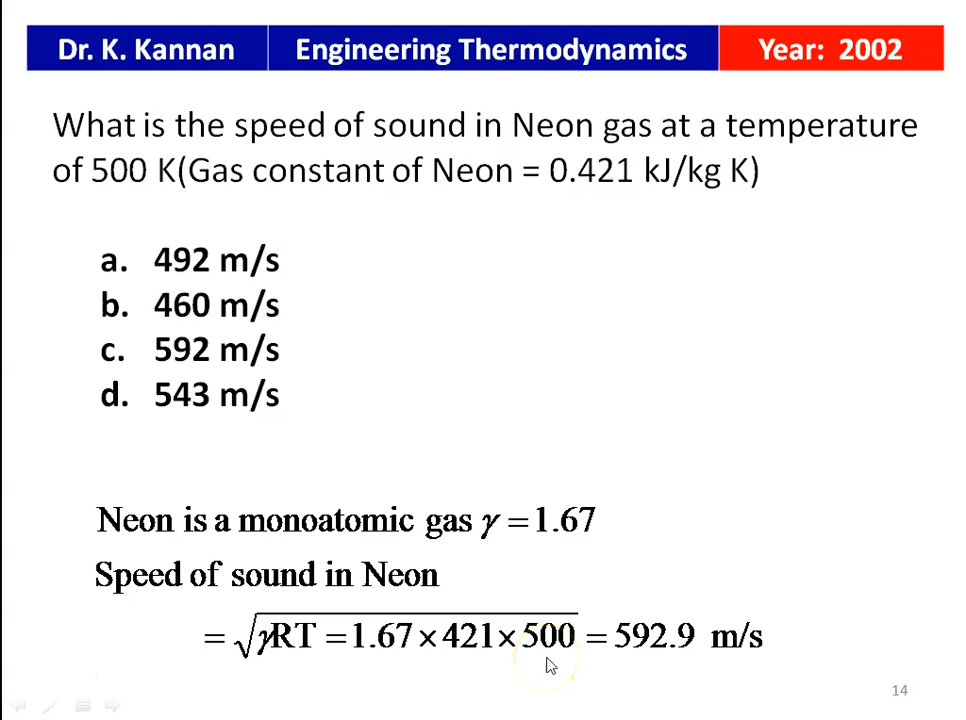 Dr. K. Kannan Engineering Thermodynamics Year: 2002
What is the speed of sound in Neon gas at a temperature
of 500 K(Gas constant of Neon = 0.421 kJ/kg K)
a. 492 m/s
b. 460 m/s
c. 592 m/s
d. 543 m/s
Neon is a monoatomic gas γ = 1.67
Speed of sound in Neon
= √γRT = 1.67 × 421 × 500 = 592.9 m/s
14